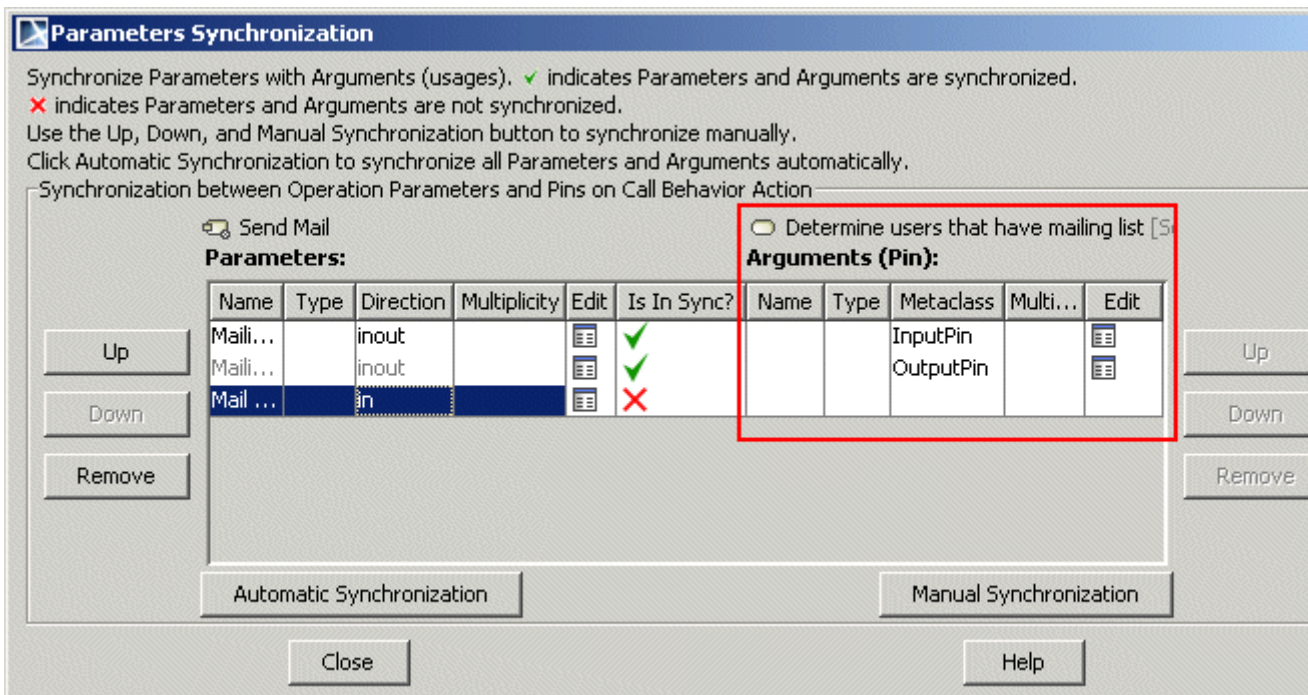 Parameters Synchronization
Synchronize Parameters with Arguments (usages). ✓ indicates Parameters and Arguments are synchronized.
✗ indicates Parameters and Arguments are not synchronized.
Use the Up, Down, and Manual Synchronization button to synchronize manually.
Click Automatic Synchronization to synchronize all Parameters and Arguments automatically.
Synchronization between Operation Parameters and Pins on Call Behavior Action
Send Mail Determine users that have mailing list [S
Parameters: Arguments (Pin):
Name Type Direction Multiplicity Edit Is In Sync? Name Type Metaclass Multi... Edit
Maili... inout ✓ InputPin
Maili... inout ✓ OutputPin
Mail ... in ✗
Up Up
Down Down
Remove Remove
Automatic Synchronization Manual Synchronization
Close Help